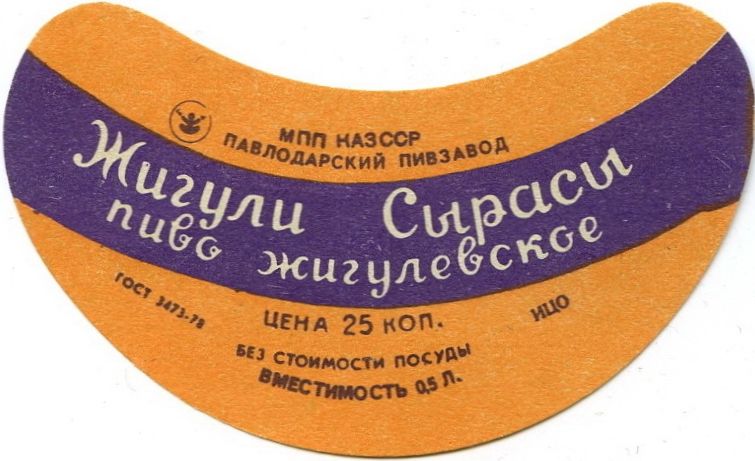 МПП КАЗССР
ПАВЛОДАРСКИЙ ПИВЗАВОД
Жигули Сырасы
пиво жигулевское
ГОСТ 3473-78
ЦЕНА 25 КОП.
ИЦО
БЕЗ СТОИМОСТИ ПОСУДЫ
ВМЕСТИМОСТЬ 0,5 Л.